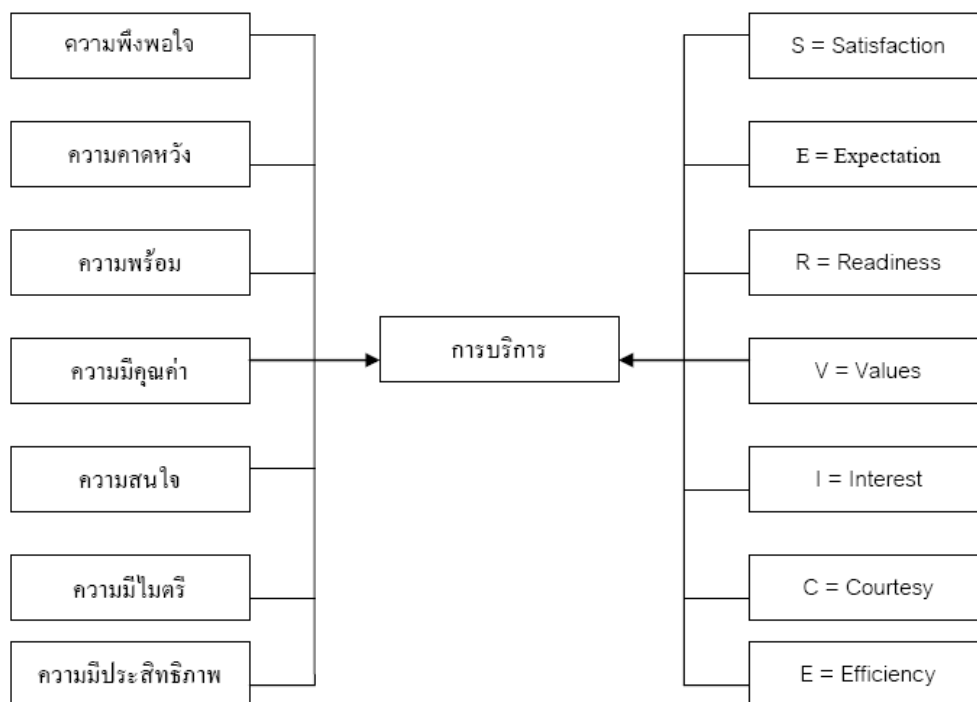 ความพึงพอใจ
S = Satisfaction
ความคาดหวัง
E = Expectation
ความพร้อม
R = Readiness
การบริการ
ความมีคุณค่า
V = Values
ความสนใจ
I = Interest
ความมีไมตรี
C = Courtesy
ความมีประสิทธิภาพ
E = Efficiency